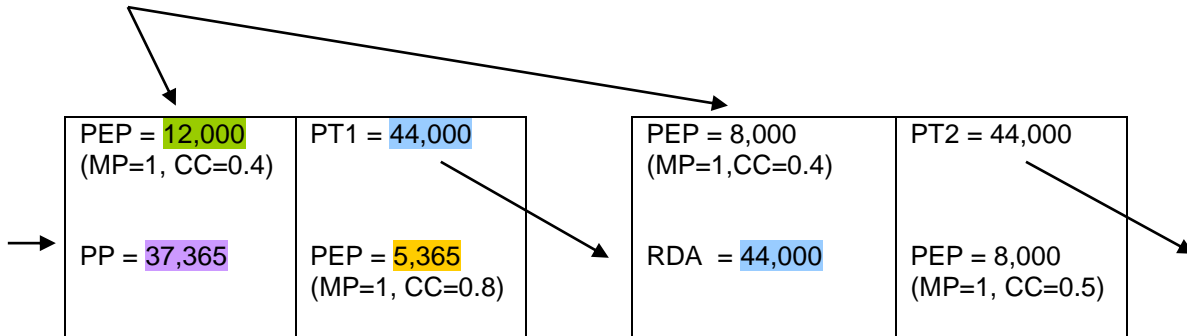 PEP = 12,000
(MP=1, CC=0.4)
PP = 37,365
PT1 = 44,000
PEP = 5,365
(MP=1, CC=0.8)
PEP = 8,000
(MP=1,CC=0.4)
RDA = 44,000
PT2 = 44,000
PEP = 8,000
(MP=1, CC=0.5)